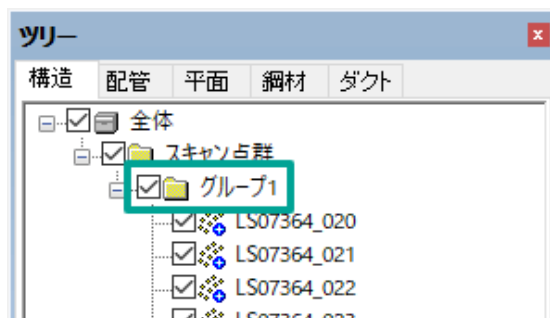 ツリー
構造 配管 平面 鋼材 ダクト
全体
スキャン点群
グループ1
LS07364_020
LS07364_021
LS07364_022
LS07364_023